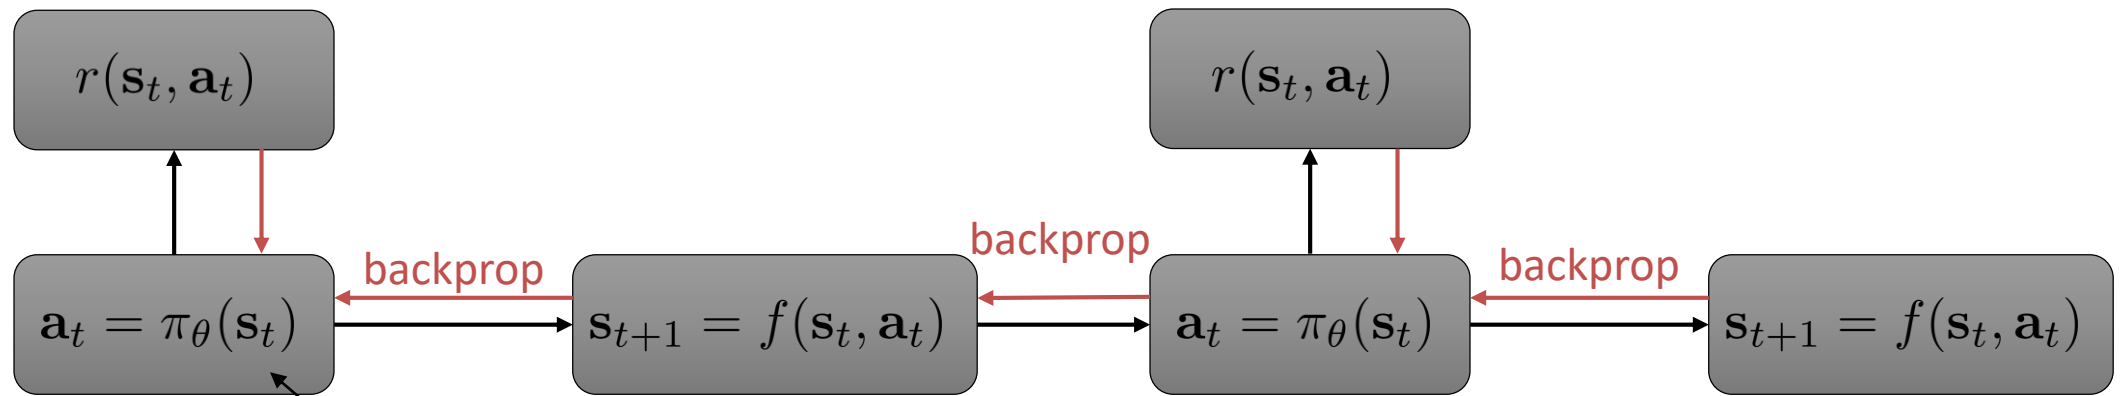 r(s_t, a_t)
r(s_t, a_t)
backprop
backprop
backprop
a_t = π_θ(s_t)
s_{t+1} = f(s_t, a_t)
a_t = π_θ(s_t)
s_{t+1} = f(s_t, a_t)